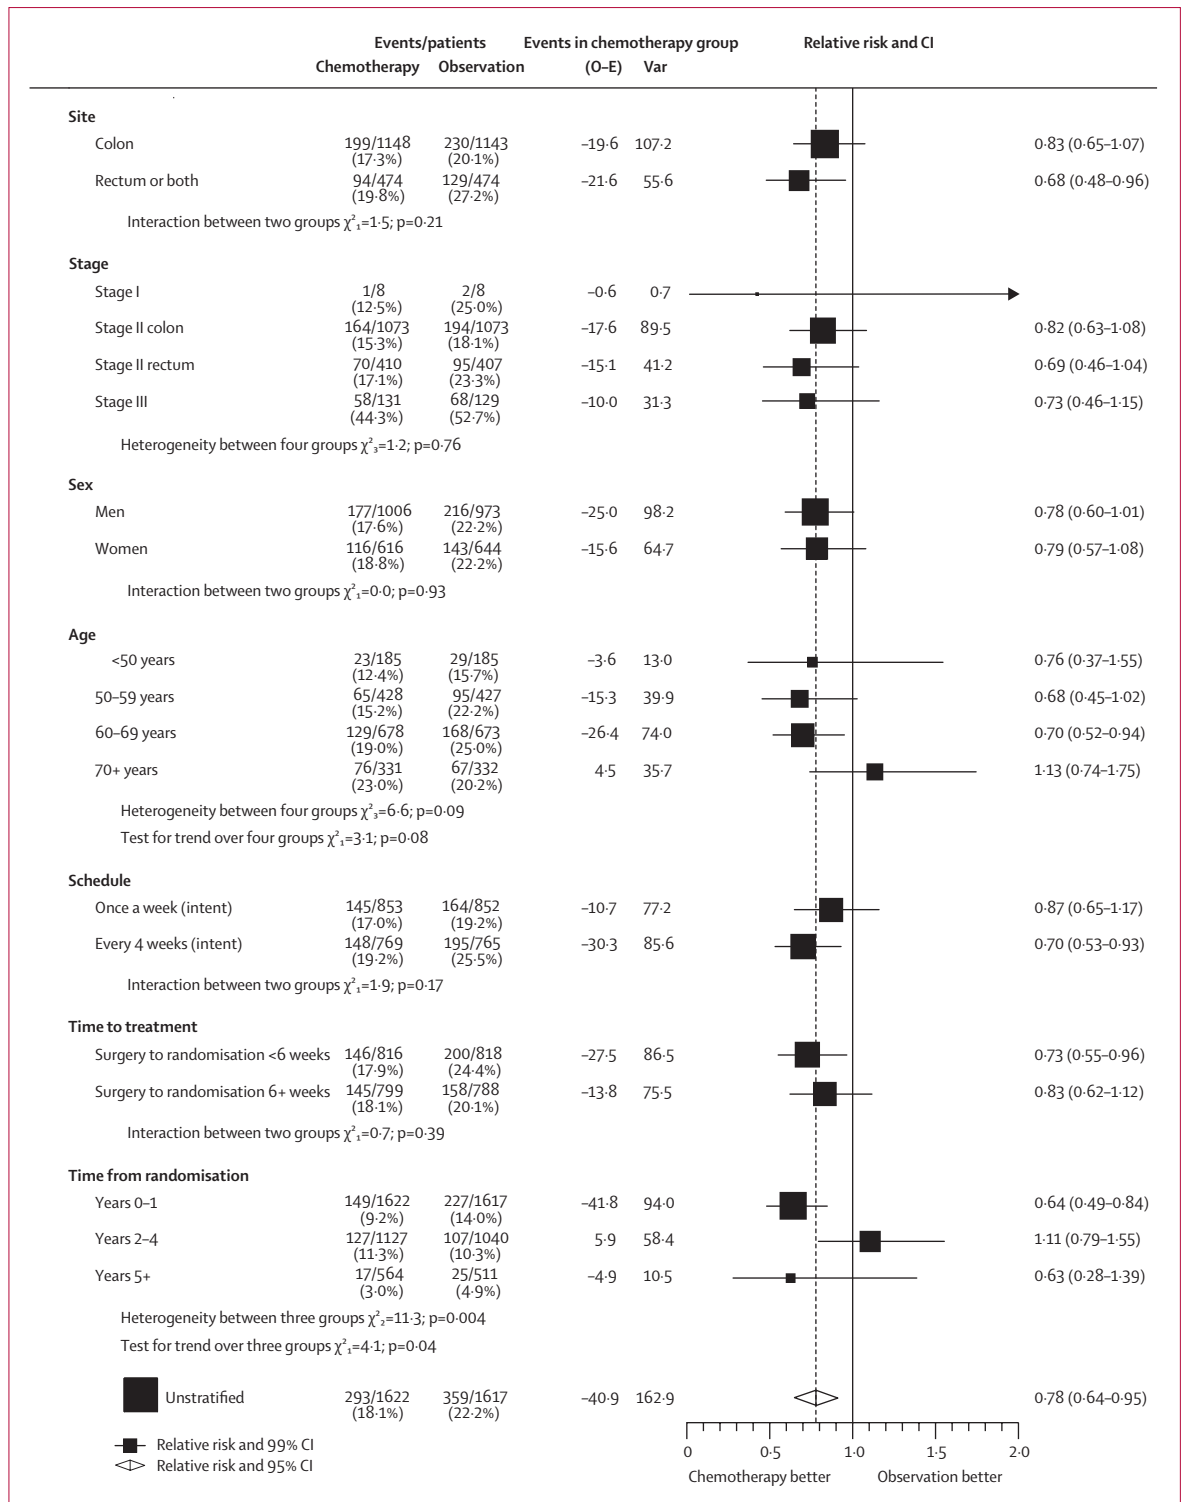 Events/patients Events in chemotherapy group Relative risk and CI
Chemotherapy Observation (O–E) Var
Site
Colon 199/1148 230/1143 –19·6 107·2 0·83 (0·65–1·07)
(17·3%) (20·1%)
Rectum or both 94/474 129/474 –21·6 55·6 0·68 (0·48–0·96)
(19·8%) (27·2%)
Interaction between two groups χ²₁=1·5; p=0·21
Stage
Stage I 1/8 2/8 –0·6 0·7
(12·5%) (25·0%)
Stage II colon 164/1073 194/1073 –17·6 89·5 0·82 (0·63–1·08)
(15·3%) (18·1%)
Stage II rectum 70/410 95/407 –15·1 41·2 0·69 (0·46–1·04)
(17·1%) (23·3%)
Stage III 58/131 68/129 –10·0 31·3 0·73 (0·46–1·15)
(44·3%) (52·7%)
Heterogeneity between four groups χ²₃=1·2; p=0·76
Sex
Men 177/1006 216/973 –25·0 98·2 0·78 (0·60–1·01)
(17·6%) (22·2%)
Women 116/616 143/644 –15·6 64·7 0·79 (0·57–1·08)
(18·8%) (22·2%)
Interaction between two groups χ²₁=0·0; p=0·93
Age
<50 years 23/185 29/185 –3·6 13·0 0·76 (0·37–1·55)
(12·4%) (15·7%)
50–59 years 65/428 95/427 –15·3 39·9 0·68 (0·45–1·02)
(15·2%) (22·2%)
60–69 years 129/678 168/673 –26·4 74·0 0·70 (0·52–0·94)
(19·0%) (25·0%)
70+ years 76/331 67/332 4·5 35·7 1·13 (0·74–1·75)
(23·0%) (20·2%)
Heterogeneity between four groups χ²₃=6·6; p=0·09
Test for trend over four groups χ²₁=3·1; p=0·08
Schedule
Once a week (intent) 145/853 164/852 –10·7 77·2 0·87 (0·65–1·17)
(17·0%) (19·2%)
Every 4 weeks (intent) 148/769 195/765 –30·3 85·6 0·70 (0·53–0·93)
(19·2%) (25·5%)
Interaction between two groups χ²₁=1·9; p=0·17
Time to treatment
Surgery to randomisation <6 weeks 146/816 200/818 –27·5 86·5 0·73 (0·55–0·96)
(17·9%) (24·4%)
Surgery to randomisation 6+ weeks 145/799 158/788 –13·8 75·5 0·83 (0·62–1·12)
(18·1%) (20·1%)
Interaction between two groups χ²₁=0·7; p=0·39
Time from randomisation
Years 0–1 149/1622 227/1617 –41·8 94·0 0·64 (0·49–0·84)
(9·2%) (14·0%)
Years 2–4 127/1127 107/1040 5·9 58·4 1·11 (0·79–1·55)
(11·3%) (10·3%)
Years 5+ 17/564 25/511 –4·9 10·5 0·63 (0·28–1·39)
(3·0%) (4·9%)
Heterogeneity between three groups χ²₂=11·3; p=0·004
Test for trend over three groups χ²₁=4·1; p=0·04
Unstratified 293/1622 359/1617 –40·9 162·9 0·78 (0·64–0·95)
(18·1%) (22·2%)
Relative risk and 99% CI
Relative risk and 95% CI
0 0·5 1·0 1·5 2·0
Chemotherapy better Observation better